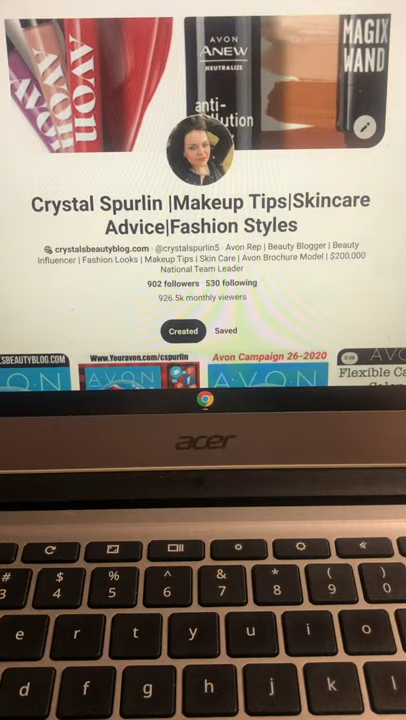 AVON
AVON
AVON
AVON
ANEW
NEUTRALIZE
anti-
MAGIX
WAND
Crystal Spurlin |Makeup Tips|Skincare
Advice|Fashion Styles
crystalsbeautyblog.com · @crystalspurlin5 · Avon Rep | Beauty Blogger | Beauty
Influencer | Fashion Looks | Makeup Tips | Skin Care | Avon Brochure Model | $200,000
National Team Leader
902 followers · 530 following
926.5k monthly viewers
Created Saved
LSBEAUTYBLOG.COM www.Youravon.com/cspurlin Avon Campaign 26-2020 AVO
AVON AVON Flexible Ca
acer
# $ % ^ & * ( )
3 4 5 6 7 8 9 0
e r t y u i o
d f g h j k l